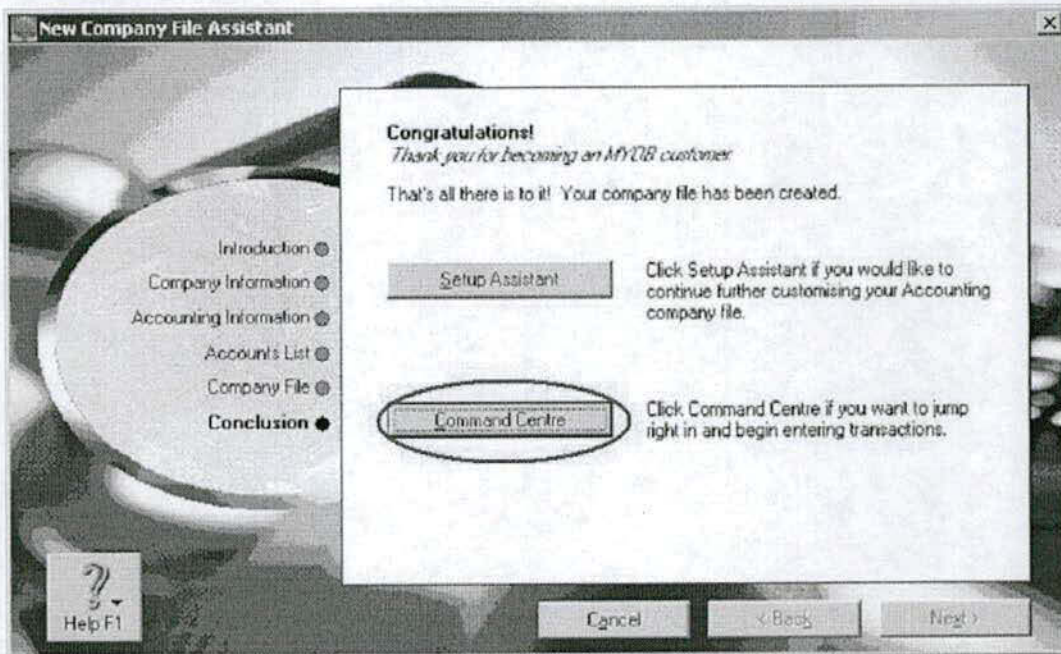 New Company File Assistant
Congratulations!
Thank you for becoming an MYOB customer
That's all there is to it! Your company file has been created.
Introduction
Company Information
Accounting Information
Accounts List
Company File
Conclusion
Setup Assistant
Click Setup Assistant if you would like to
continue further customising your Accounting
company file.
Command Centre
Click Command Centre if you want to jump
right in and begin entering transactions.
?
Help F1
Cancel
< Back
Next >